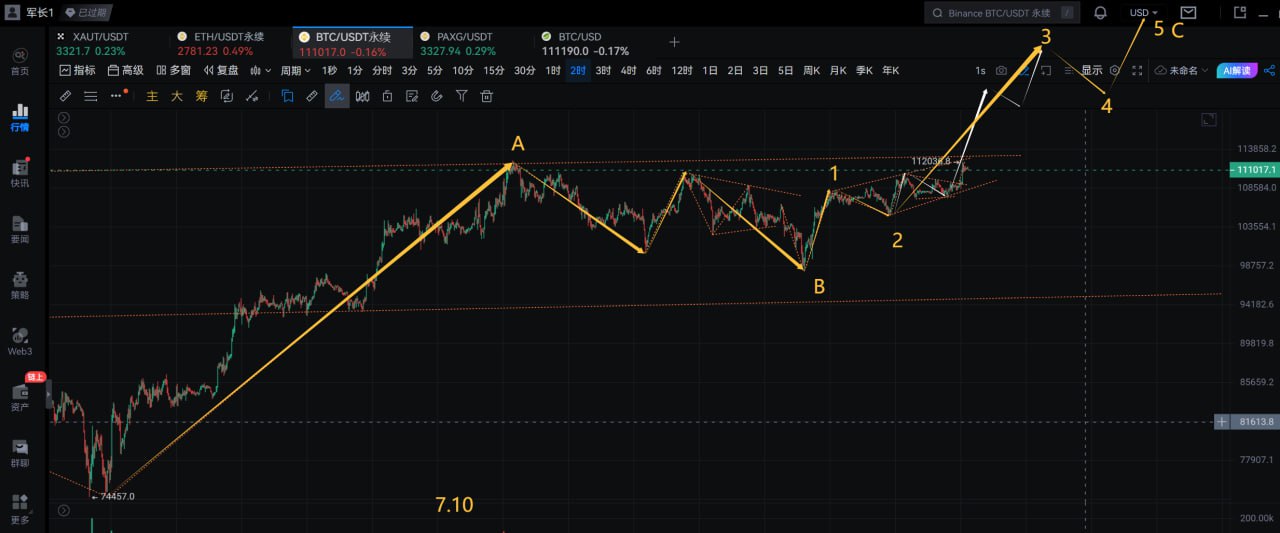 军长1 已过期
Binance BTC/USDT 永续 /
USD
5 C
3
XAUT/USDT
3321.7 0.23%
ETH/USDT永续
2781.23 0.49%
BTC/USDT永续
111017.0 -0.16%
PAXG/USDT
3327.94 0.29%
BTC/USD
111190.0 -0.17%
首页
行情
快讯
要闻
策略
Web3
链上
资产
群聊
更多
指标 高级 多窗 复盘 周期 1秒 1分 分时 3分 5分 10分 15分 30分 1时 2时 3时 4时 6时 12时 1日 2日 3日 5日 周K 月K 季K 年K
1s 显示 未命名 AI解读
主 大 筹
4
A
112036.8
1
2
B
74457.0
7.10
113858.2
111017.1
108584.0
103554.1
98757.2
94182.6
89819.8
85659.2
81613.8
77907.1
200.00k